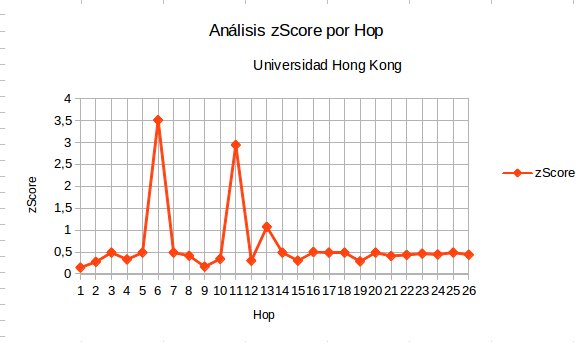 Análisis zScore por Hop
Universidad Hong Kong
4
3,5
3
2,5
2
1,5
1
0,5
0
zScore
zScore
1 2 3 4 5 6 7 8 9 10 11 12 13 14 15 16 17 18 19 20 21 22 23 24 25 26
Hop